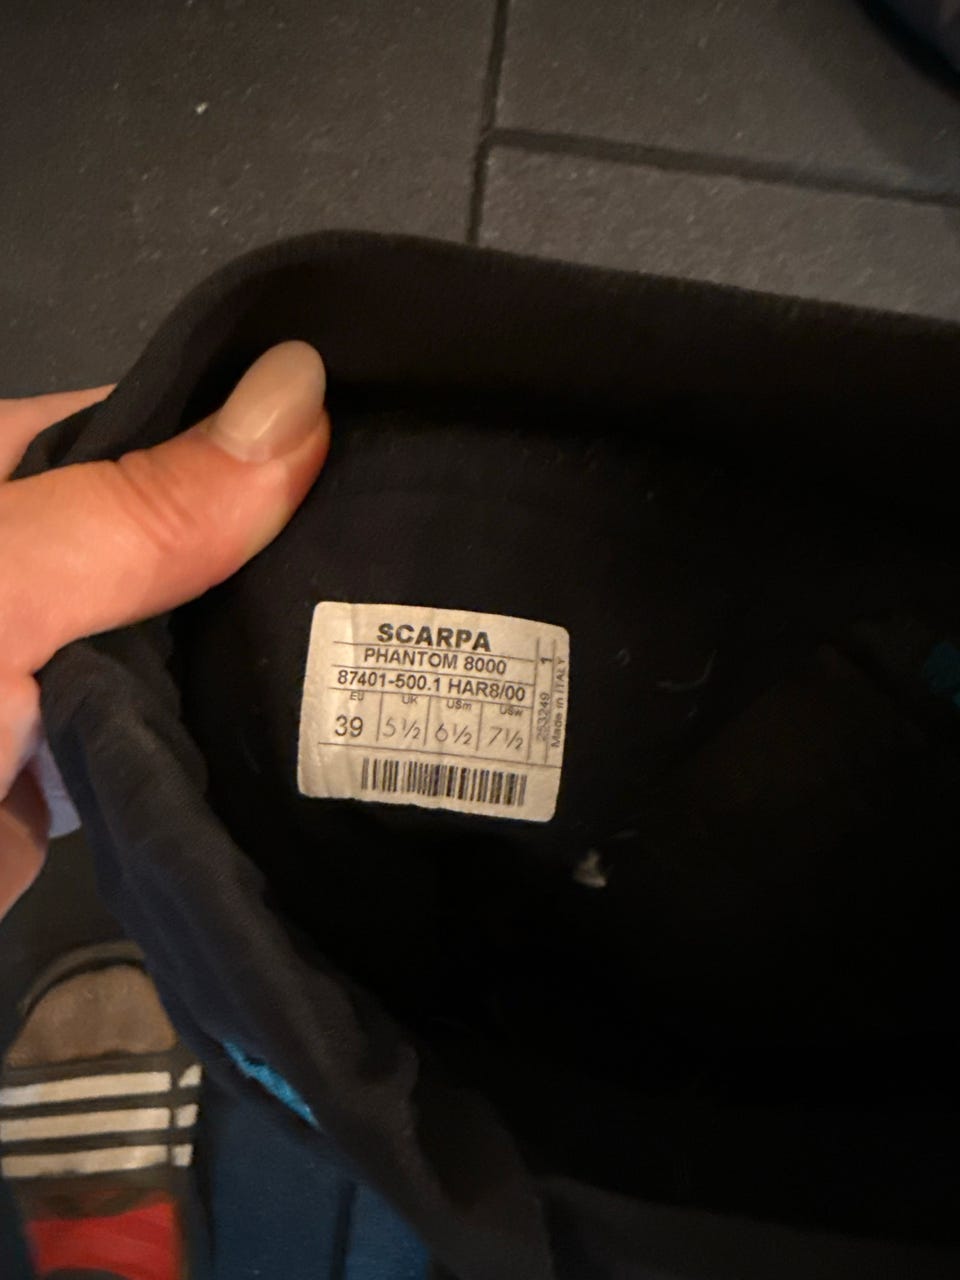 SCARPA
PHANTOM 8000
87401-500.1 HAR8/00
EU UK USm USw
39 5½ 6½ 7½
253249 1
Made in ITALY